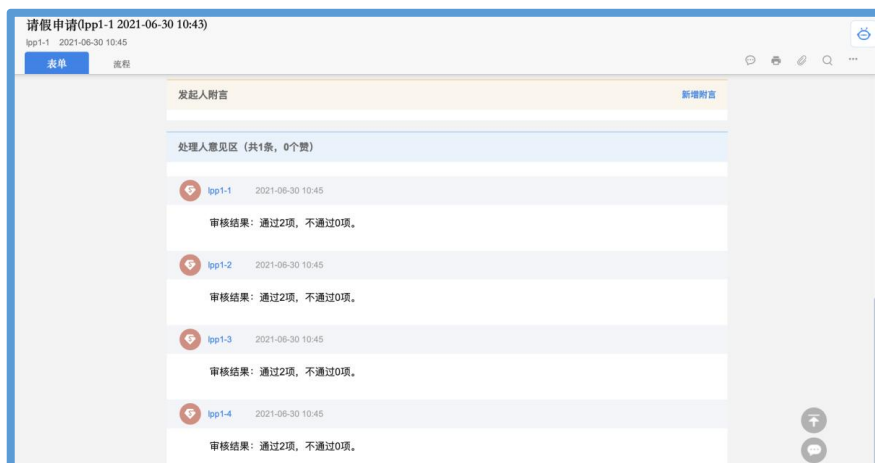 请假申请(lpp1-1 2021-06-30 10:43)
lpp1-1 2021-06-30 10:45
表单 流程
发起人附言 新增附言
处理人意见区（共1条，0个赞）
lpp1-1 2021-06-30 10:45
审核结果：通过2项，不通过0项。
lpp1-2 2021-06-30 10:45
审核结果：通过2项，不通过0项。
lpp1-3 2021-06-30 10:45
审核结果：通过2项，不通过0项。
lpp1-4 2021-06-30 10:45
审核结果：通过2项，不通过0项。